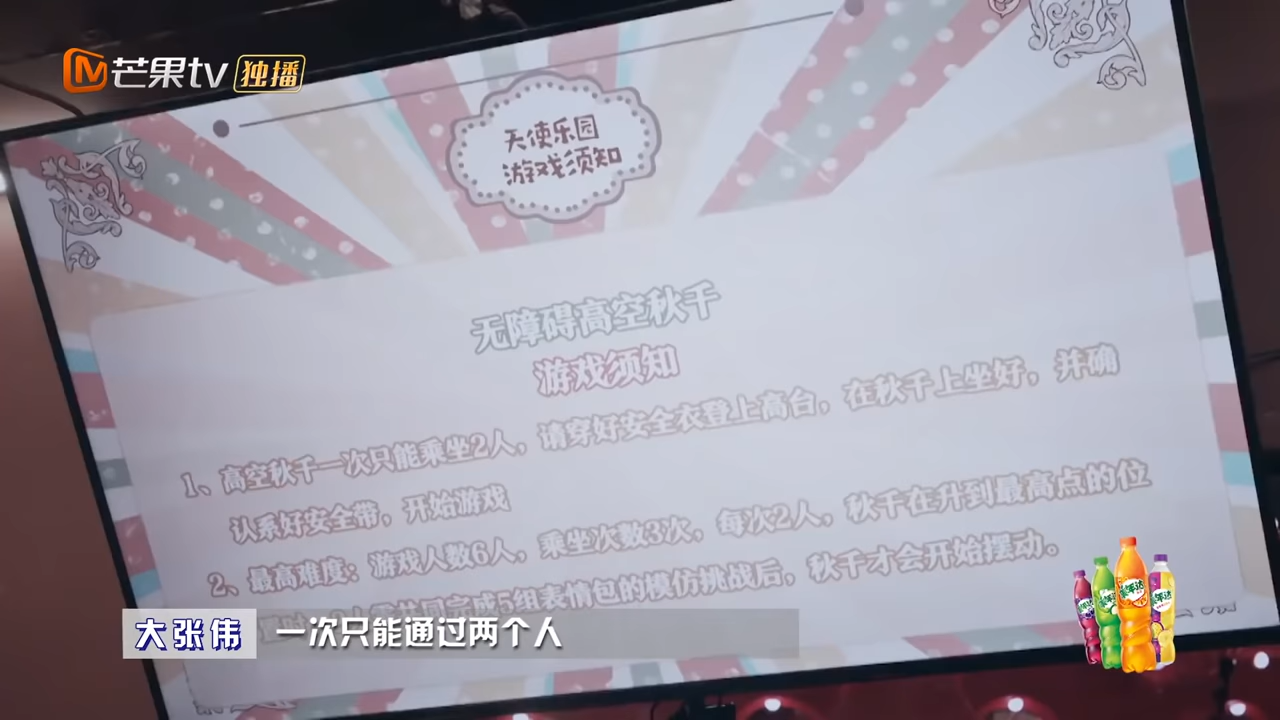 芒果tv 独播
天使乐园
游戏须知
无障碍高空秋千
游戏须知
1、高空秋千一次只能乘坐2人，请穿好安全衣登上高台，在秋千上坐好，并确
认系好安全带，开始游戏
2、最高难度：游戏人数6人，乘坐次数3次，每次2人，秋千在升到最高点的位
完成5组表情包的模仿挑战后，秋千才会开始摆动。
大张伟 一次只能通过两个人
美年达